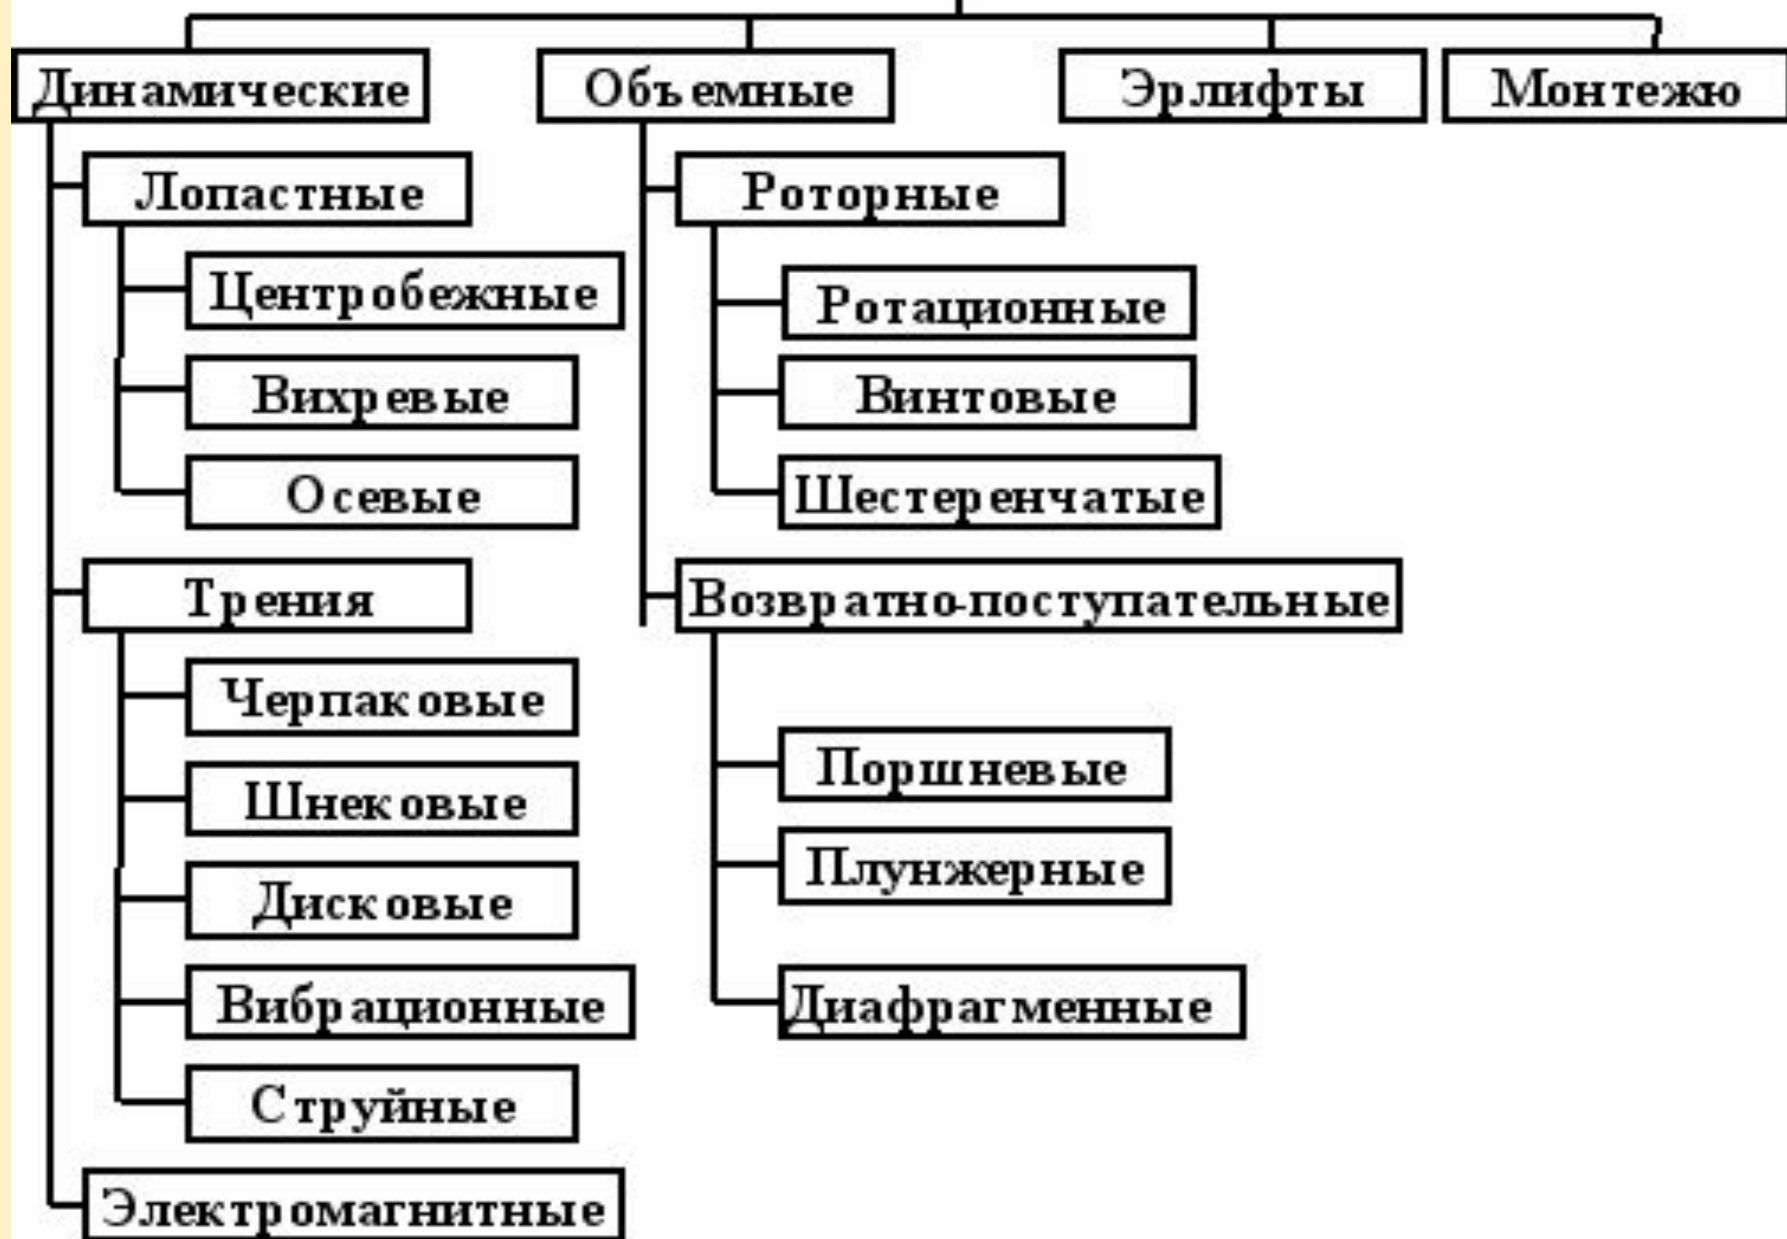 Динамические
Объемные
Эрлифты
Монтежю
Лопастные
Центробежные
Вихревые
Осевые
Трения
Черпаковые
Шнековые
Дисковые
Вибрационные
Струйные
Электромагнитные
Роторные
Ротационные
Винтовые
Шестеренчатые
Возвратно-поступательные
Поршневые
Плунжерные
Диафрагменные